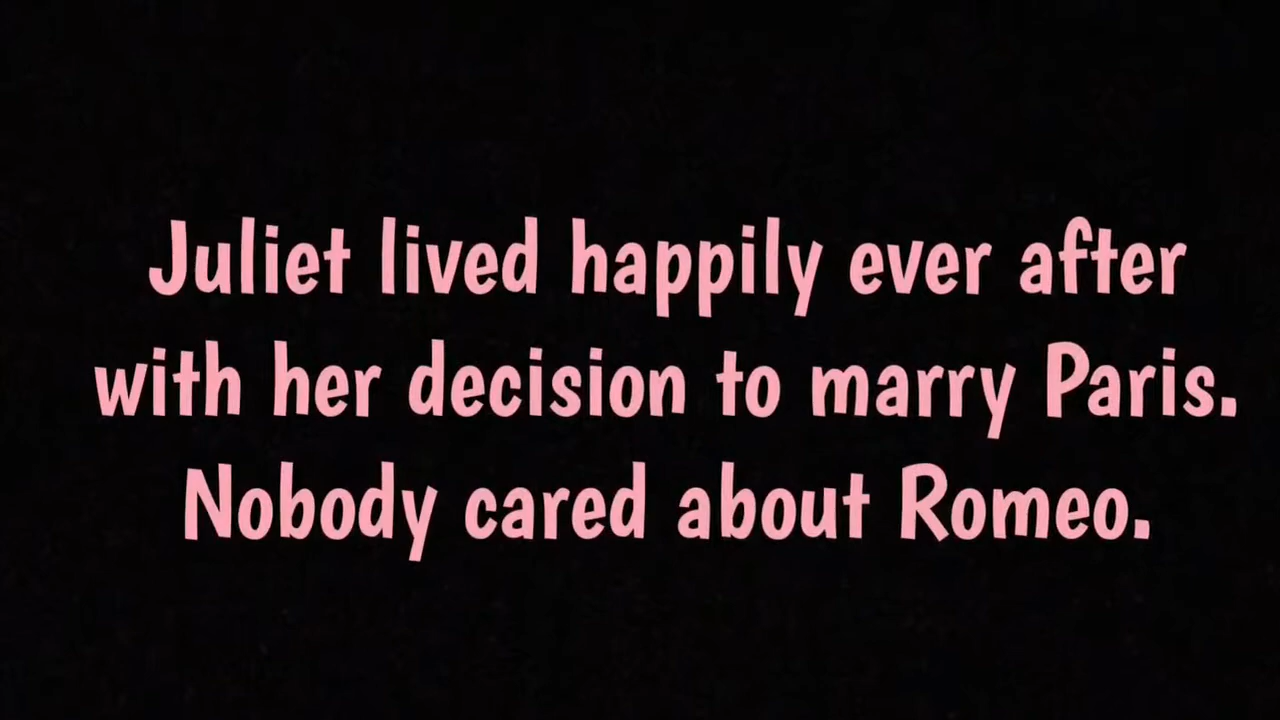 Juliet lived happily ever after
with her decision to marry Paris.
Nobody cared about Romeo.